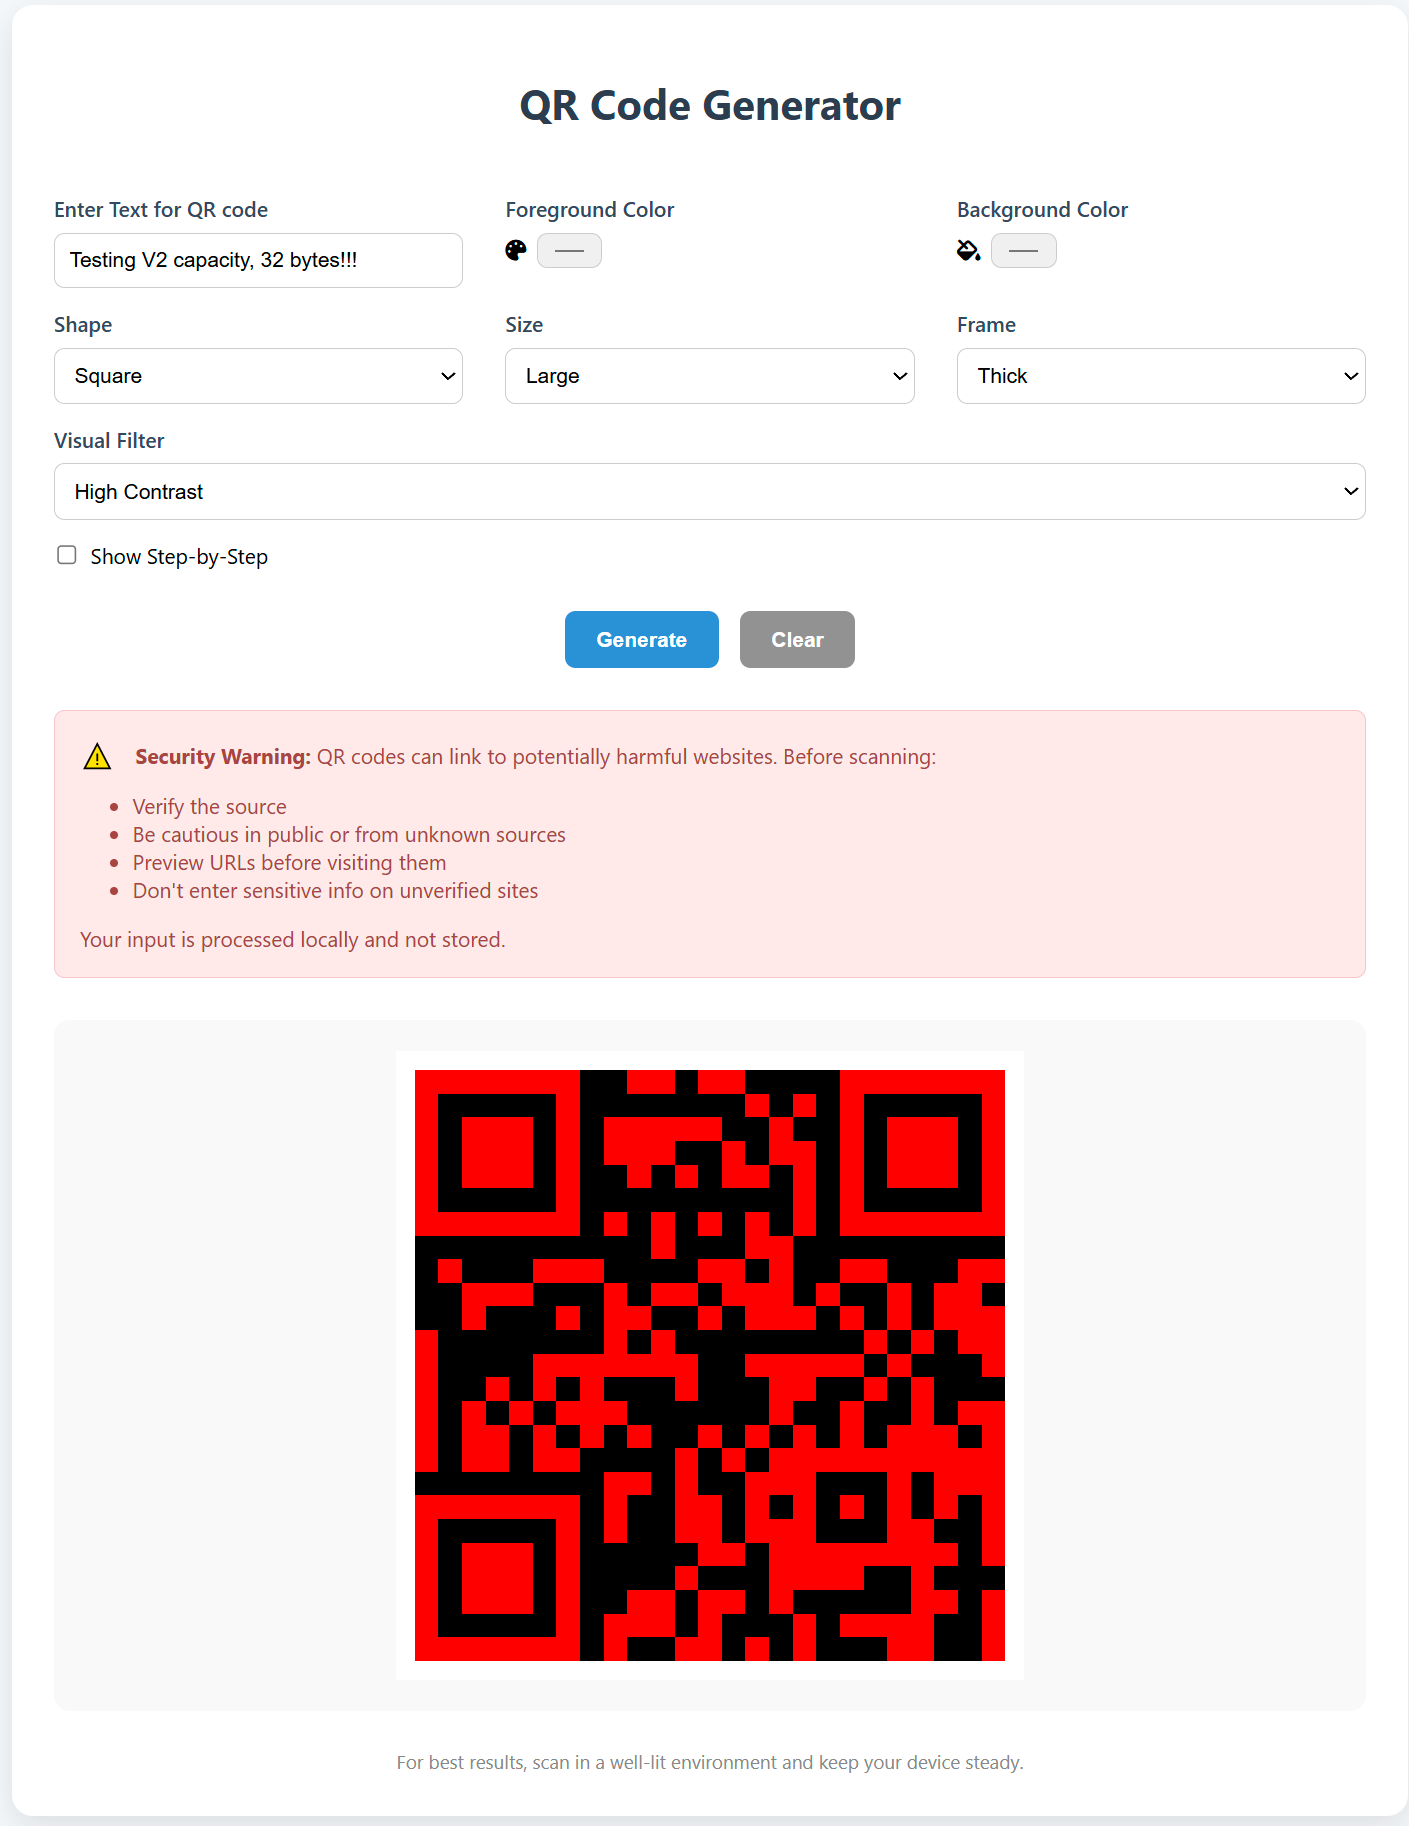 QR Code Generator
Enter Text for QR code
Foreground Color
Background Color
Testing V2 capacity, 32 bytes!!!
Shape
Size
Frame
Square
Large
Thick
Visual Filter
High Contrast
Show Step-by-Step
Generate
Clear
Security Warning: QR codes can link to potentially harmful websites. Before scanning:
Verify the source
Be cautious in public or from unknown sources
Preview URLs before visiting them
Don't enter sensitive info on unverified sites
Your input is processed locally and not stored.
For best results, scan in a well-lit environment and keep your device steady.